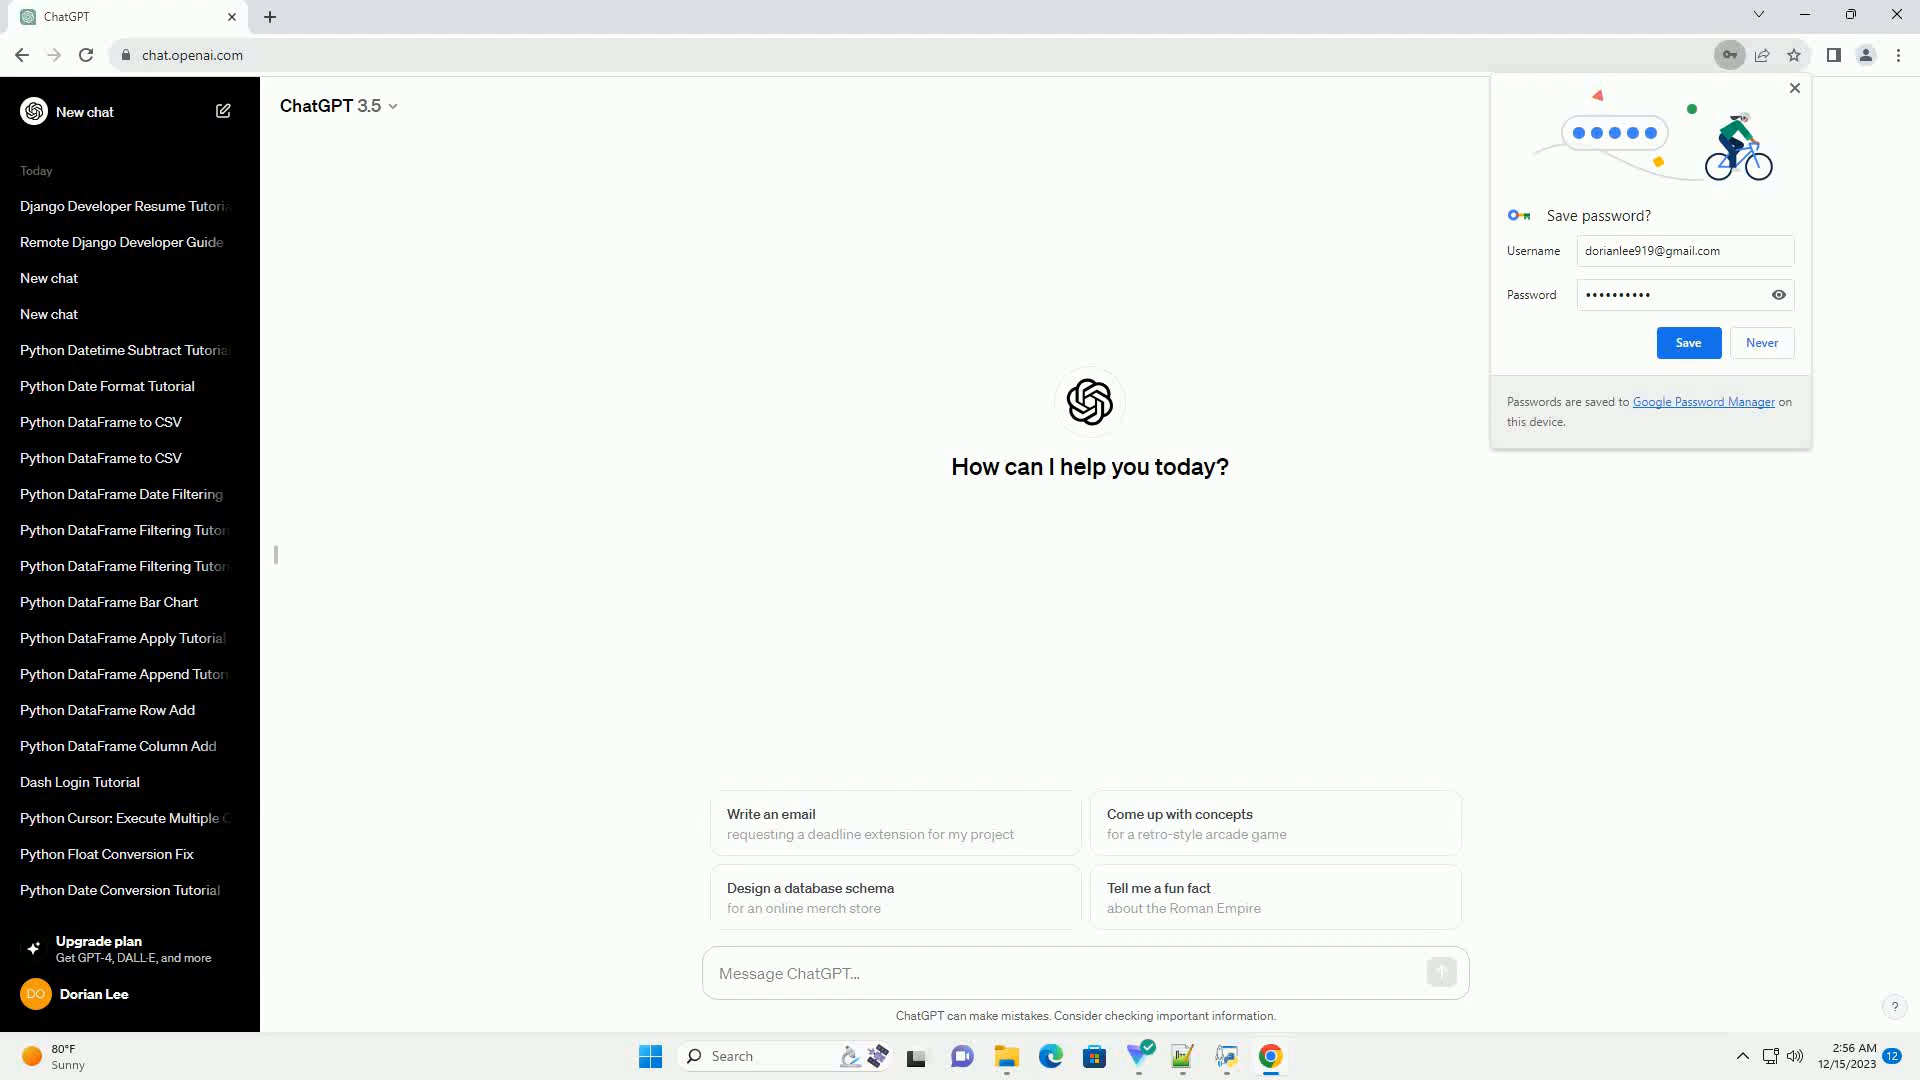 ChatGPT
chat.openai.com
New chat
Today
Django Developer Resume Tutoria
Remote Django Developer Guide
New chat
New chat
Python Datetime Subtract Tutoria
Python Date Format Tutorial
Python DataFrame to CSV
Python DataFrame to CSV
Python DataFrame Date Filtering
Python DataFrame Filtering Tutor
Python DataFrame Filtering Tutor
Python DataFrame Bar Chart
Python DataFrame Apply Tutorial
Python DataFrame Append Tutori
Python DataFrame Row Add
Python DataFrame Column Add
Dash Login Tutorial
Python Cursor: Execute Multiple C
Python Float Conversion Fix
Python Date Conversion Tutorial
Upgrade plan
Get GPT-4, DALL·E, and more
DO Dorian Lee
ChatGPT 3.5
How can I help you today?
Write an email
requesting a deadline extension for my project
Come up with concepts
for a retro-style arcade game
Design a database schema
for an online merch store
Tell me a fun fact
about the Roman Empire
Message ChatGPT...
ChatGPT can make mistakes. Consider checking important information.
?
Save password?
Username dorianlee919@gmail.com
Password ••••••••••
Save Never
Passwords are saved to Google Password Manager on
this device.
80°F
Sunny
Search
2:56 AM
12/15/2023
12